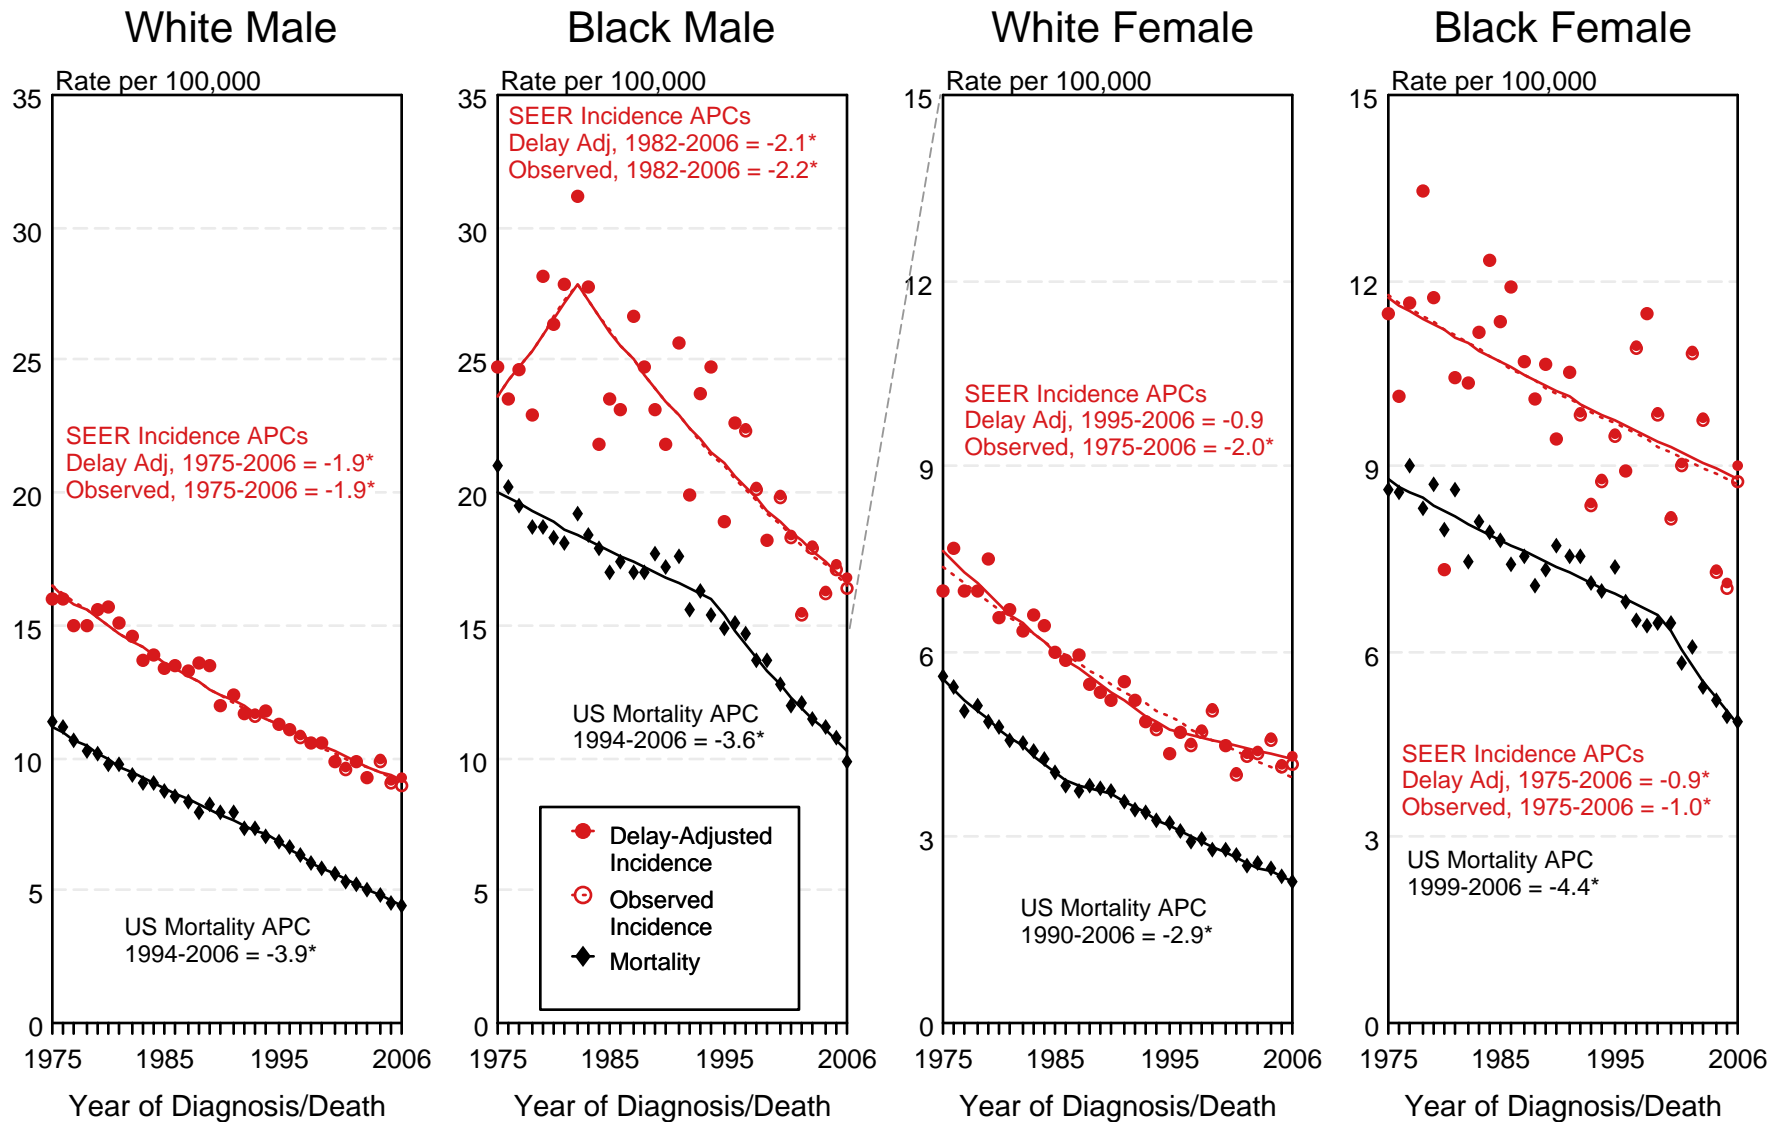 White Male
Black Male
White Female
Black Female
Rate per 100,000
Rate per 100,000
Rate per 100,000
Rate per 100,000
35
30
25
20
15
10
5
0
SEER Incidence APCs
Delay Adj, 1975-2006 = -1.9*
Observed, 1975-2006 = -1.9*
US Mortality APC
1994-2006 = -3.9*
1975
1985
1995
2006
Year of Diagnosis/Death
35
30
25
20
15
10
5
0
SEER Incidence APCs
Delay Adj, 1982-2006 = -2.1*
Observed, 1982-2006 = -2.2*
US Mortality APC
1994-2006 = -3.6*
Delay-Adjusted
Incidence
Observed
Incidence
Mortality
1975
1985
1995
2006
Year of Diagnosis/Death
15
12
9
6
3
0
SEER Incidence APCs
Delay Adj, 1995-2006 = -0.9
Observed, 1975-2006 = -2.0*
US Mortality APC
1990-2006 = -2.9*
1975
1985
1995
2006
Year of Diagnosis/Death
15
12
9
6
3
0
SEER Incidence APCs
Delay Adj, 1975-2006 = -0.9*
Observed, 1975-2006 = -1.0*
US Mortality APC
1999-2006 = -4.4*
1975
1985
1995
2006
Year of Diagnosis/Death